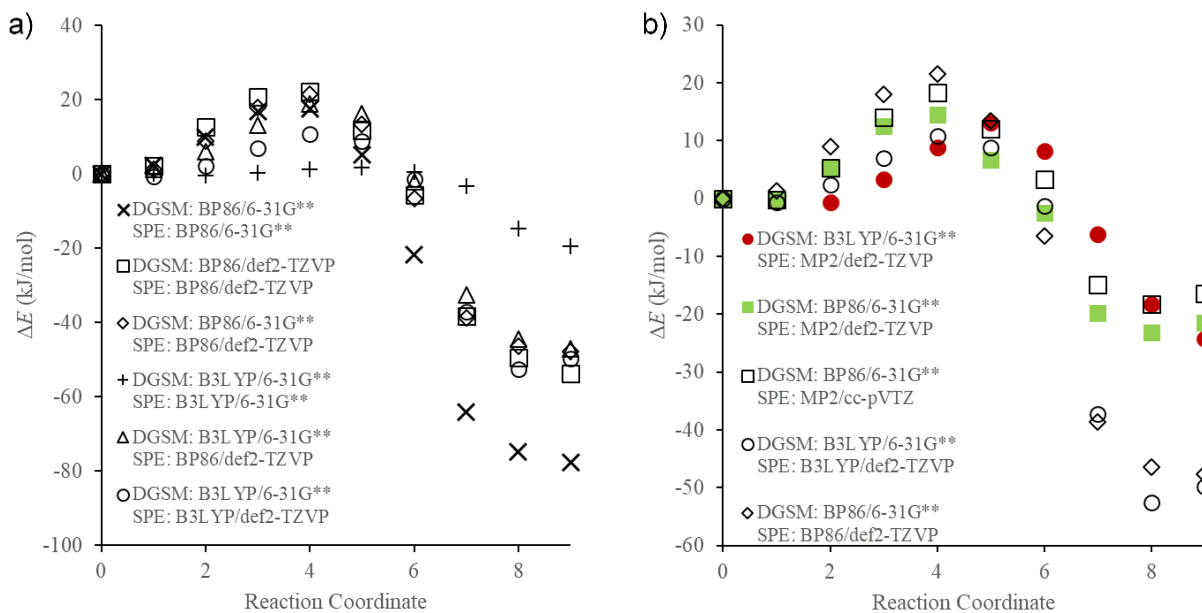 a)
40
20
0
-20
-40
-60
-80
-100
ΔE (kJ/mol)
DGSM: BP86/6-31G**
SPE: BP86/6-31G**
DGSM: BP86/def2-TZVP
SPE: BP86/def2-TZVP
DGSM: BP86/6-31G**
SPE: BP86/def2-TZVP
DGSM: B3LYP/6-31G**
SPE: B3LYP/6-31G**
DGSM: B3LYP/6-31G**
SPE: BP86/def2-TZVP
DGSM: B3LYP/6-31G**
SPE: B3LYP/def2-TZVP
0 2 4 6 8
Reaction Coordinate
b)
30
20
10
0
-10
-20
-30
-40
-50
-60
ΔE (kJ/mol)
DGSM: B3LYP/6-31G**
SPE: MP2/def2-TZVP
DGSM: BP86/6-31G**
SPE: MP2/def2-TZVP
DGSM: BP86/6-31G**
SPE: MP2/cc-pVTZ
DGSM: B3LYP/6-31G**
SPE: B3LYP/def2-TZVP
DGSM: BP86/6-31G**
SPE: BP86/def2-TZVP
0 2 4 6 8
Reaction Coordinate